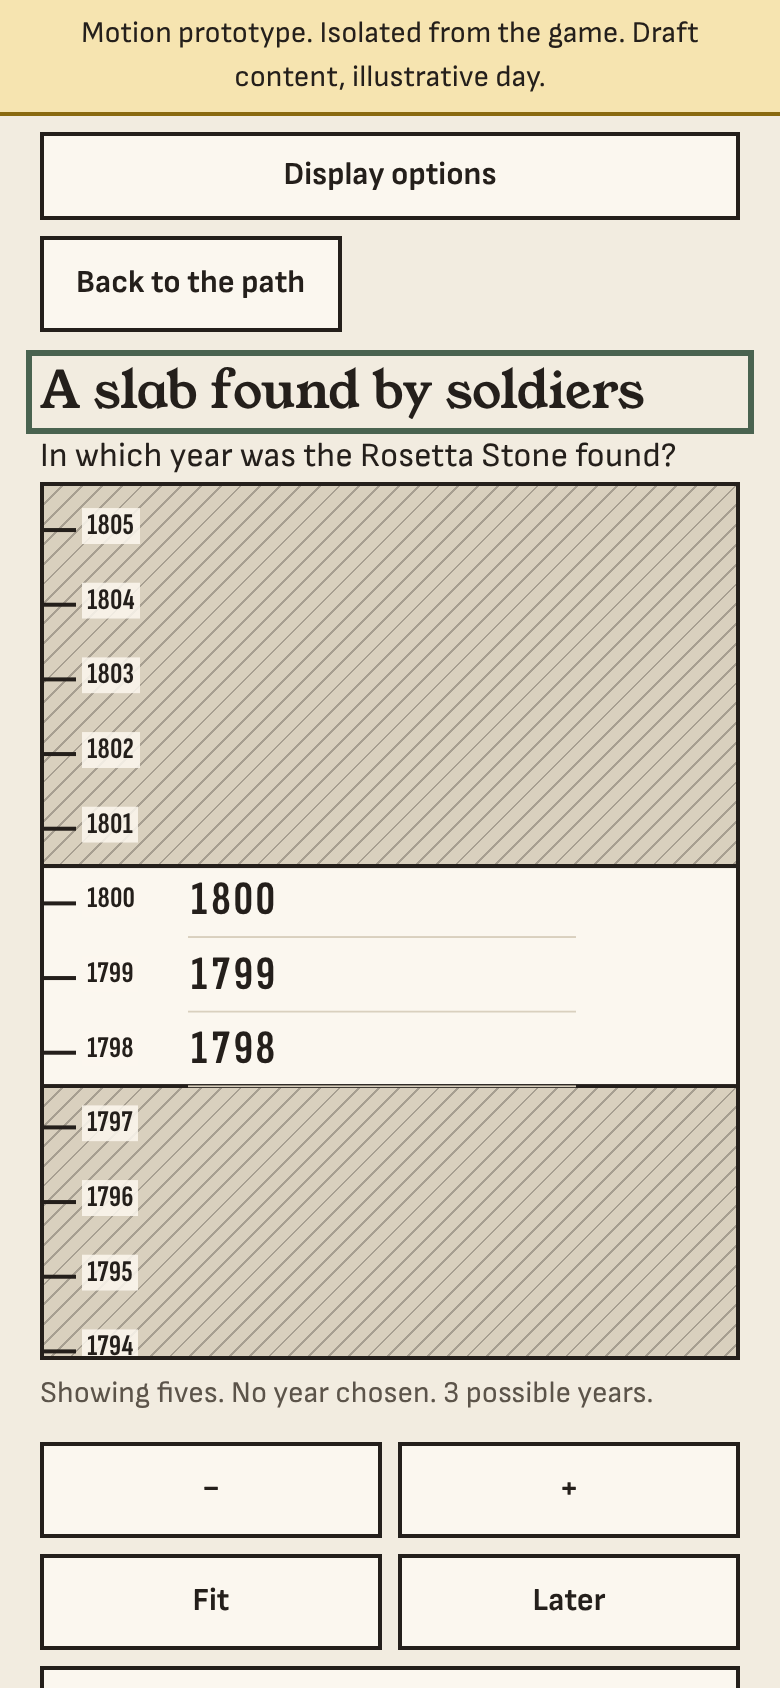 Motion prototype. Isolated from the game. Draft
content, illustrative day.
Display options
Back to the path
A slab found by soldiers
In which year was the Rosetta Stone found?
1805
1804
1803
1802
1801
1800 1800
1799 1799
1798 1798
1797
1796
1795
1794
Showing fives. No year chosen. 3 possible years.
– +
Fit Later